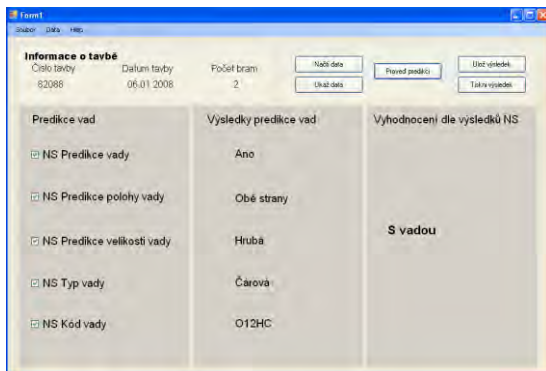 Form1
Soubor Data Help
Informace o tavbě
Číslo tavby Datum tavby Počet bram
62088 06.01.2008 2
Načti data
Ukaž data
Proveď predikci
Ulož výsledek
Tiskni výsledek
Predikce vad Výsledky predikce vad Vyhodnocení dle výsledků NS
NS Predikce vady Ano
NS Predikce polohy vady Obě strany
NS Predikce velikosti vady Hrubá
S vadou
NS Typ vady Čárová
NS Kód vady O12HC